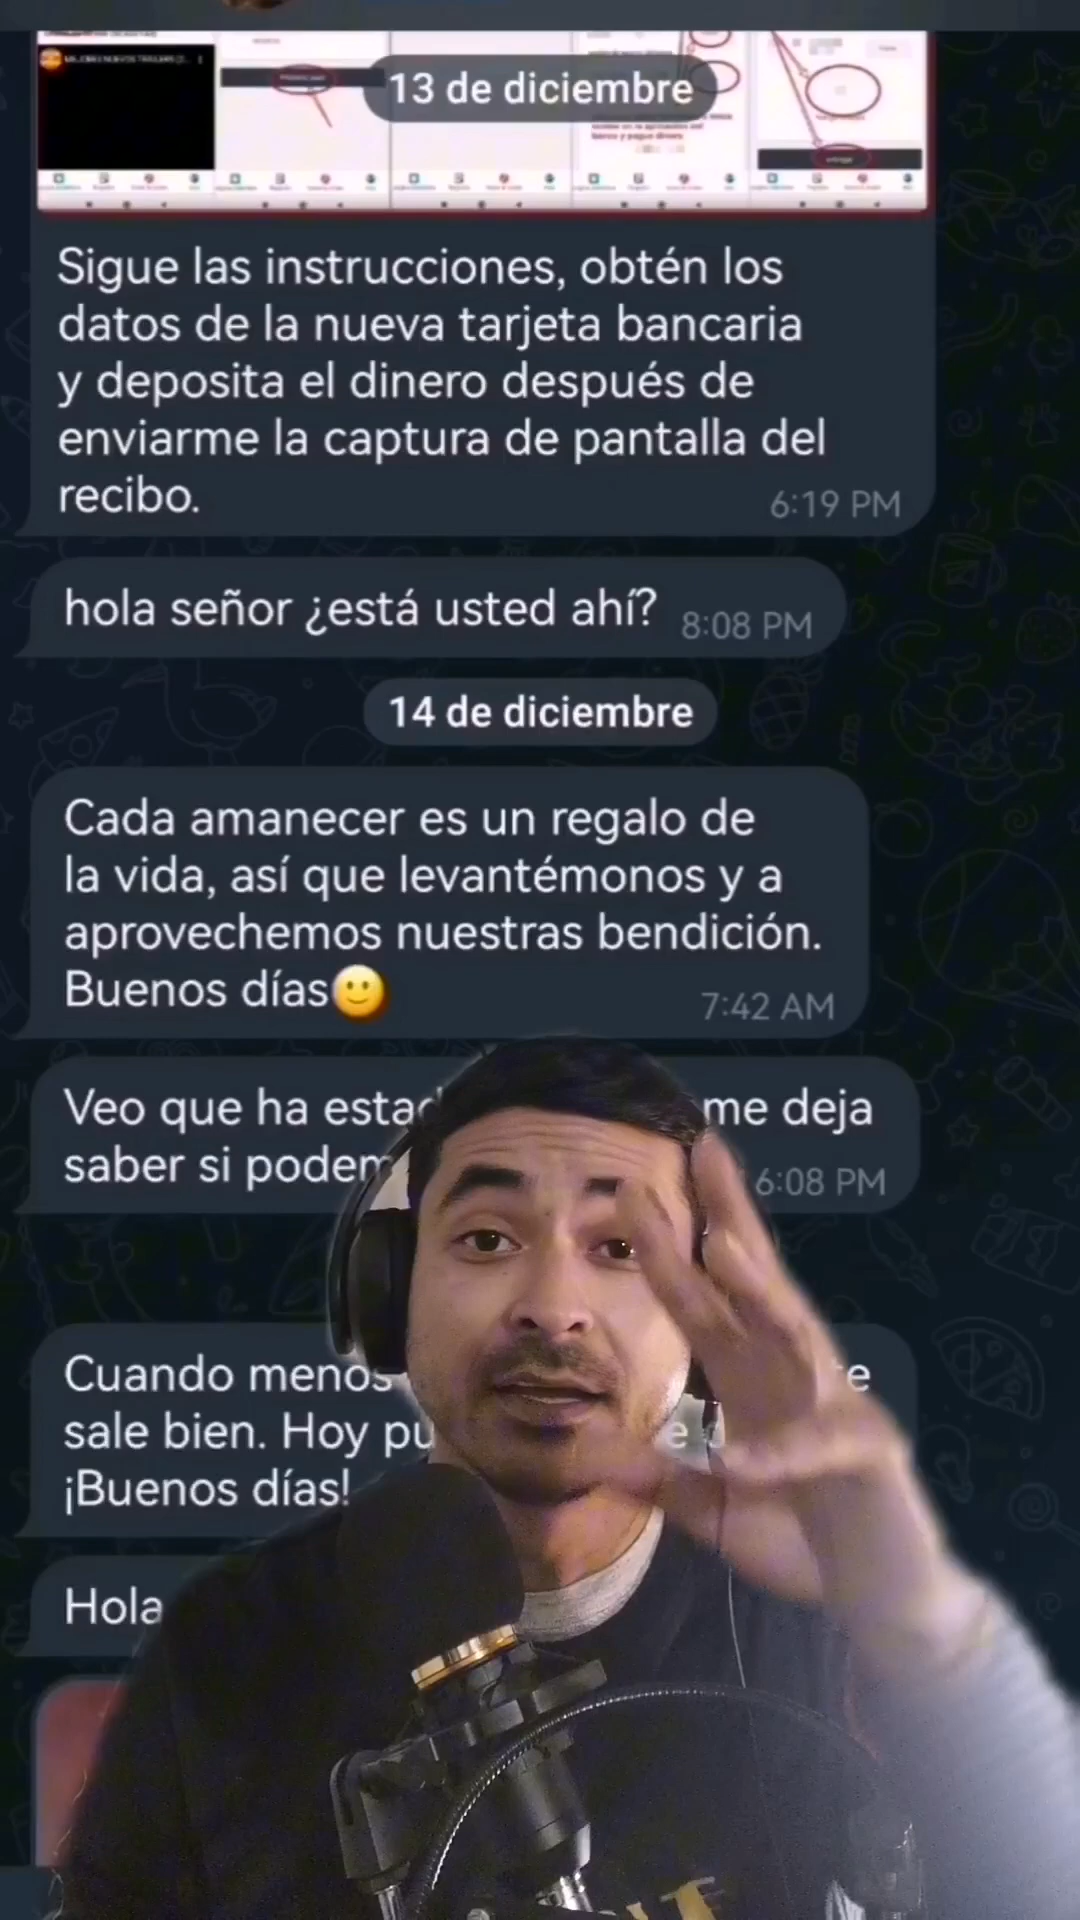 13 de diciembre
Sigue las instrucciones, obtén los
datos de la nueva tarjeta bancaria
y deposita el dinero después de
enviarme la captura de pantalla del
recibo.
6:19 PM
hola señor ¿está usted ahí?
8:08 PM
14 de diciembre
Cada amanecer es un regalo de
la vida, así que levantémonos y a
aprovechemos nuestras bendición.
Buenos días🙂
7:42 AM
Veo que ha me deja
saber si
6:08 PM
Cuando menos
sale bien. Hoy
¡Buenos días!
Hola